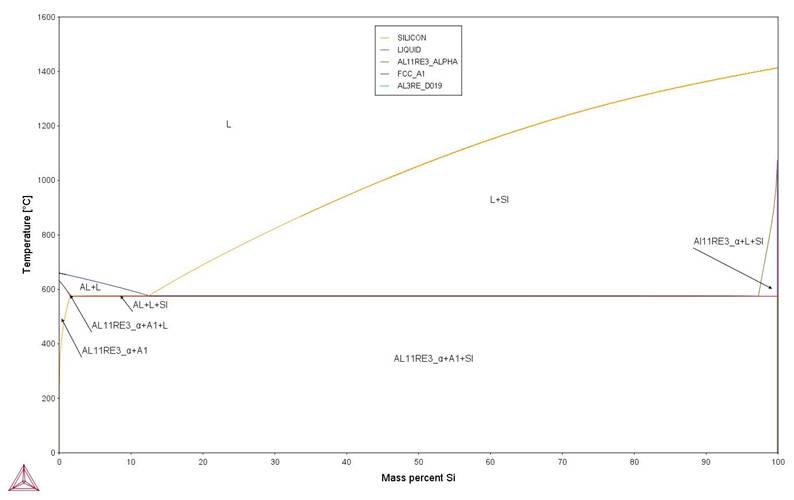 1600
1400
1200
1000
800
600
400
200
0
Temperature [°C]
SILICON
LIQUID
AL11RE3_ALPHA
FCC_A1
AL3RE_D019
L
L+SI
Al11RE3_α+L+SI
AL+L
AL+L+SI
AL11RE3_α+A1+L
AL11RE3_α+A1
AL11RE3_α+A1+SI
0 10 20 30 40 50 60 70 80 90 100
Mass percent Si